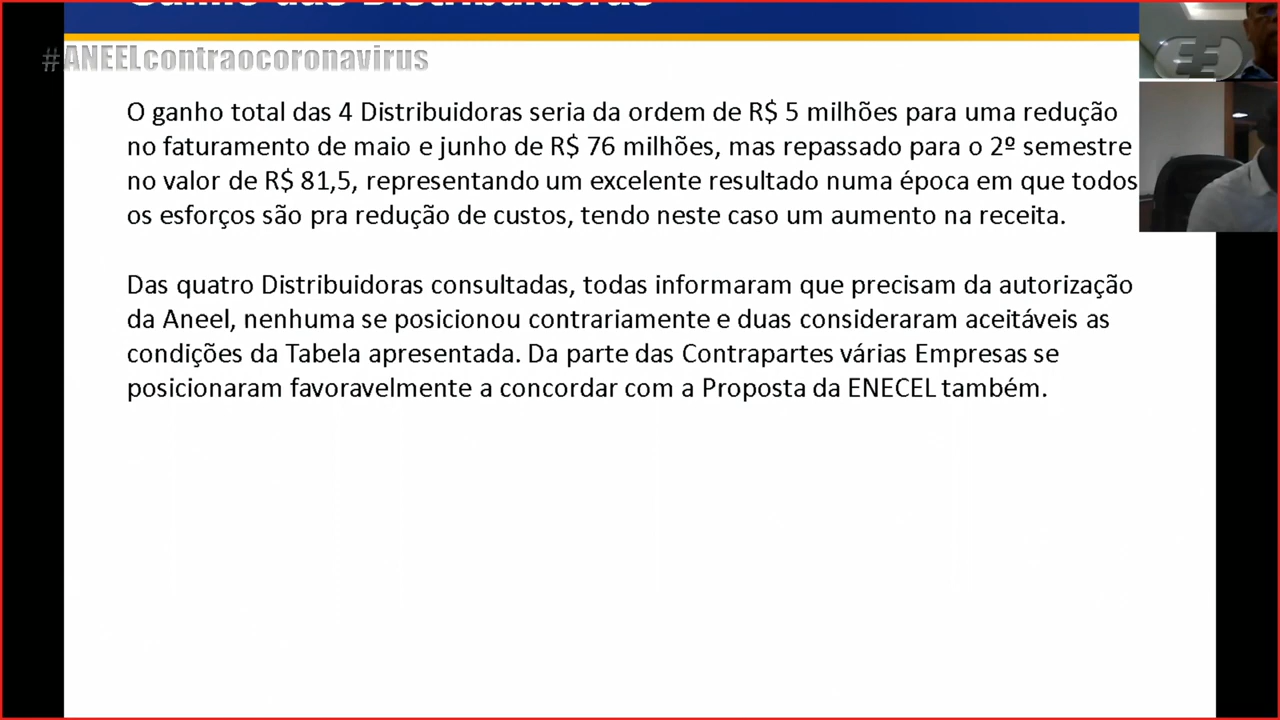 Ganho das Distribuidoras
#ANEELcontraocoronavirus
O ganho total das 4 Distribuidoras seria da ordem de R$ 5 milhões para uma redução
no faturamento de maio e junho de R$ 76 milhões, mas repassado para o 2º semestre
no valor de R$ 81,5, representando um excelente resultado numa época em que todos
os esforços são pra redução de custos, tendo neste caso um aumento na receita.
Das quatro Distribuidoras consultadas, todas informaram que precisam da autorização
da Aneel, nenhuma se posicionou contrariamente e duas consideraram aceitáveis as
condições da Tabela apresentada. Da parte das Contrapartes várias Empresas se
posicionaram favoravelmente a concordar com a Proposta da ENECEL também.